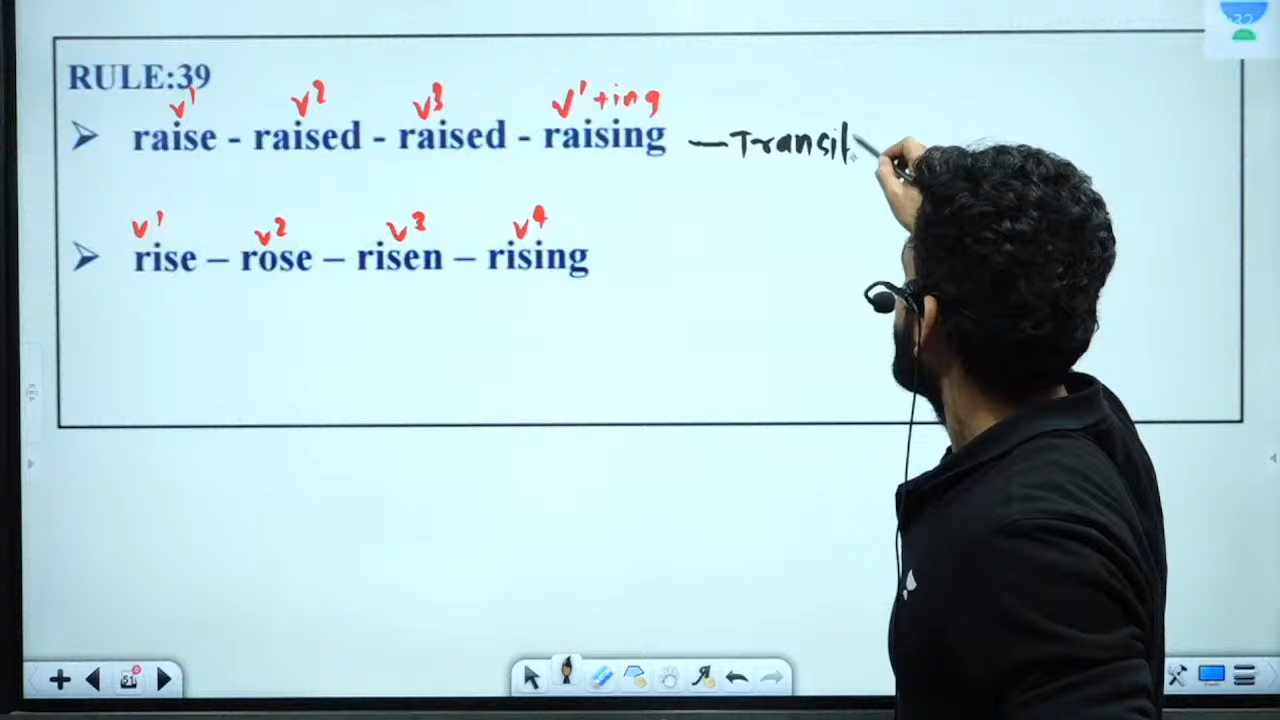 RULE:39
v1 v2 v3 v1+ing
➢ raise - raised - raised - raising — Transit
v1 v2 v3 v4
➢ rise – rose – risen – rising